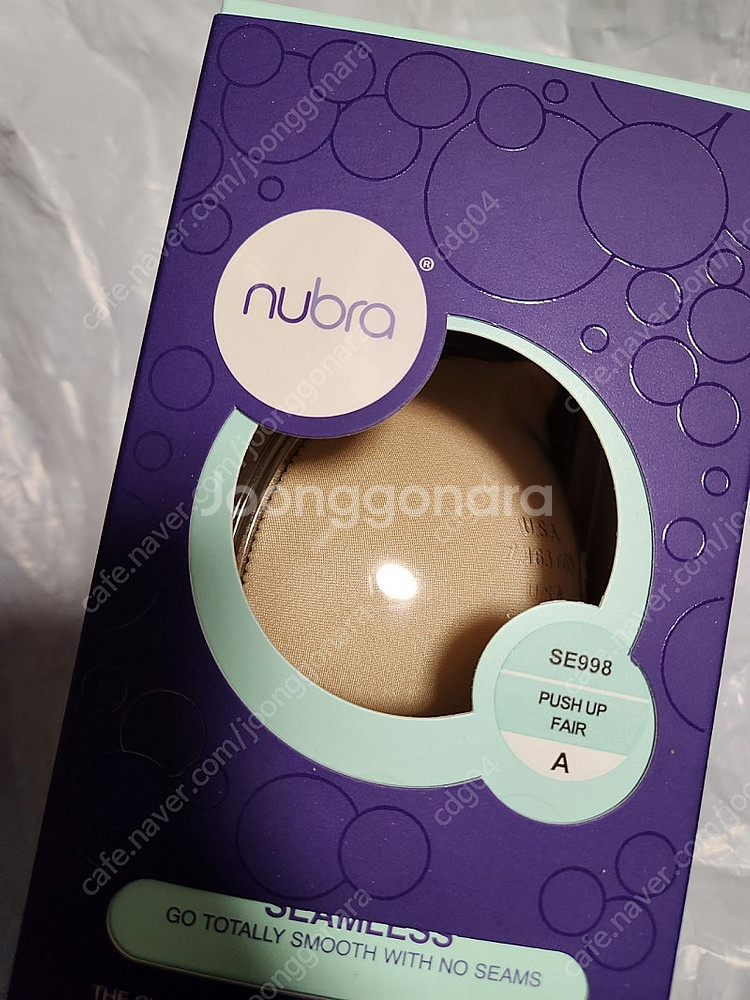 nubra®
U.S.A
U.S.A
SE998
PUSH UP
FAIR
A
SEAMLESS
GO TOTALLY SMOOTH WITH NO SEAMS
Joonggonara
cafe.naver.com/joonggonara
cdg04